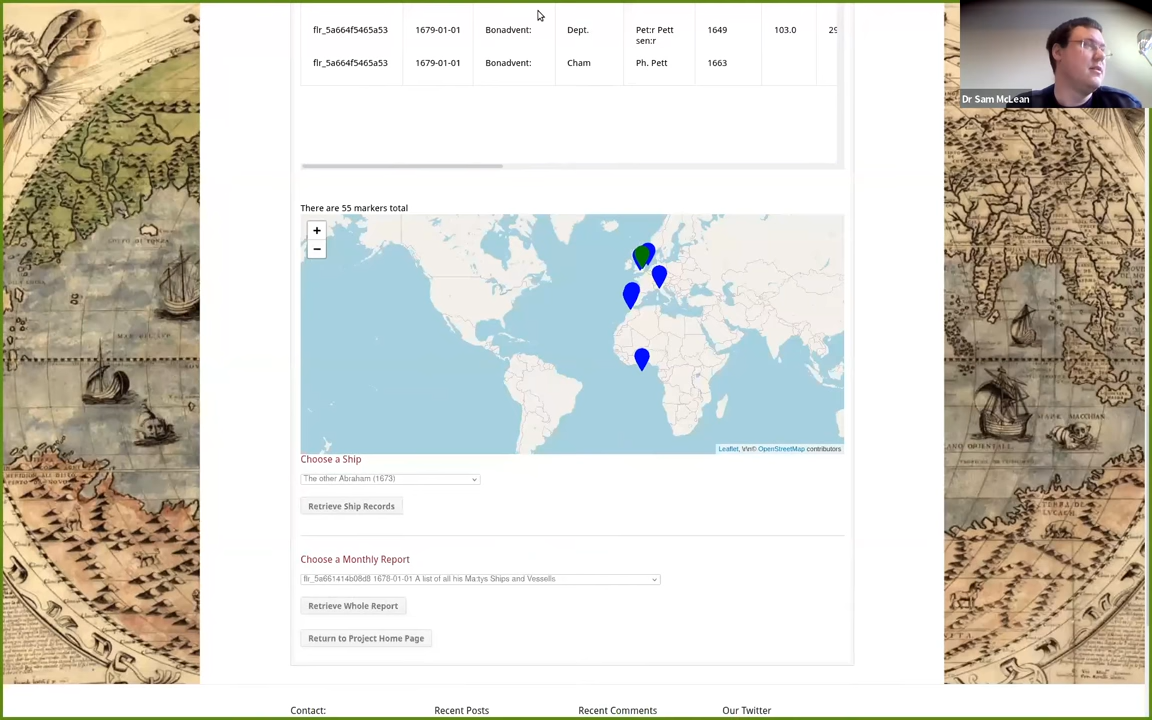 flr_5a664f5465a53 1679-01-01 Bonadvent: Dept. Pet:r Pett sen:r 1649 103.0 29
flr_5a664f5465a53 1679-01-01 Bonadvent: Cham Ph. Pett 1663
Dr Sam McLean
There are 55 markers total
+
−
Leaflet, \r\n© OpenStreetMap contributors
Choose a Ship
The other Abraham (1673)
Retrieve Ship Records
Choose a Monthly Report
flr_5a661414b08d8 1678-01-01 A list of all his Ma:tys Ships and Vessells
Retrieve Whole Report
Return to Project Home Page
Contact: Recent Posts Recent Comments Our Twitter